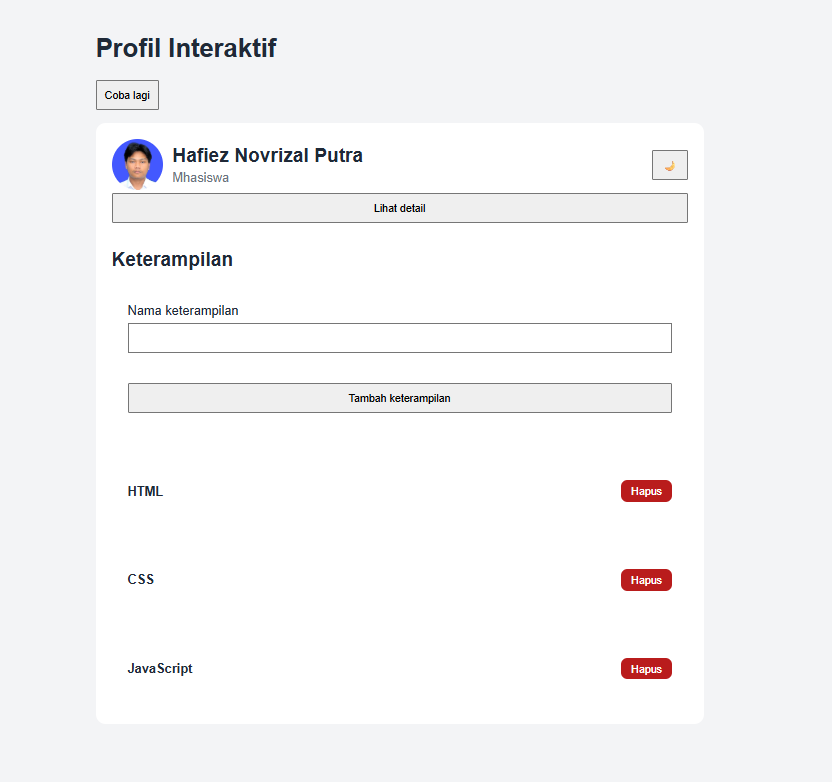 Profil Interaktif
Coba lagi
Hafiez Novrizal Putra
Mhasiswa
Lihat detail
Keterampilan
Nama keterampilan
Tambah keterampilan
HTML
Hapus
CSS
Hapus
JavaScript
Hapus